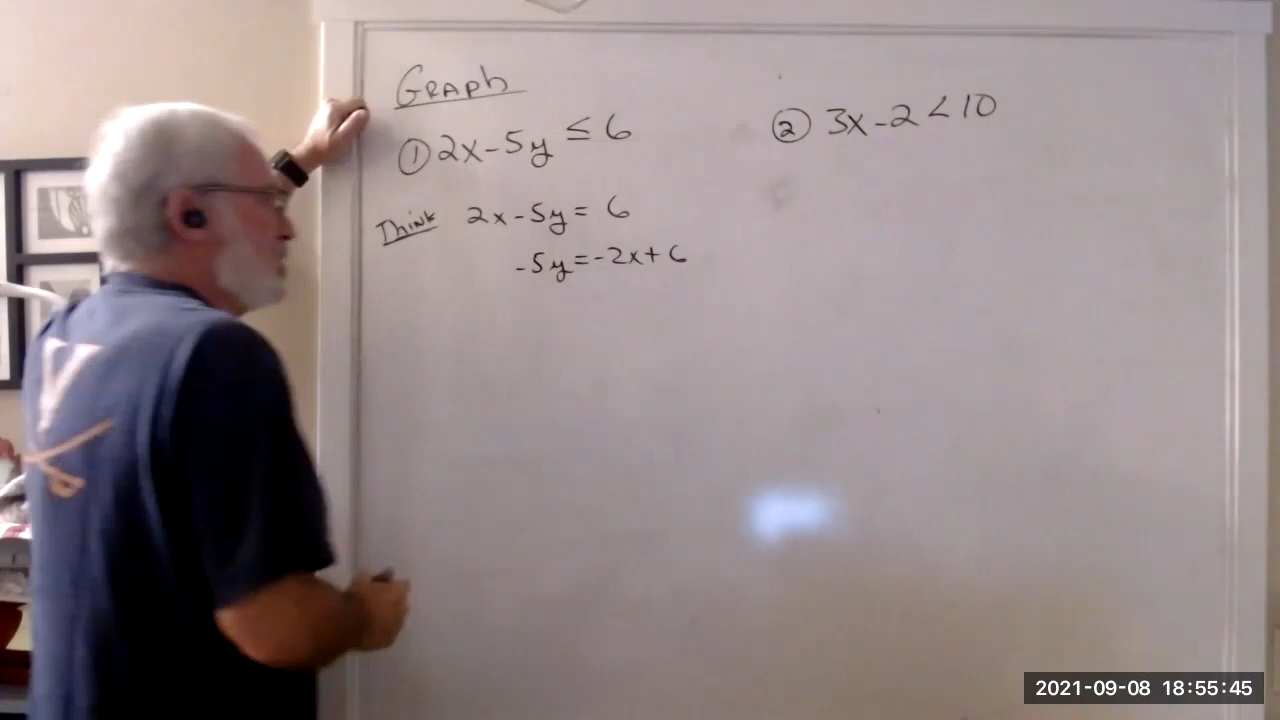 Graph
① 2x-5y ≤ 6
Think 2x-5y = 6
-5y = -2x+6
② 3x-2 < 10
V
2021-09-08 18:55:45